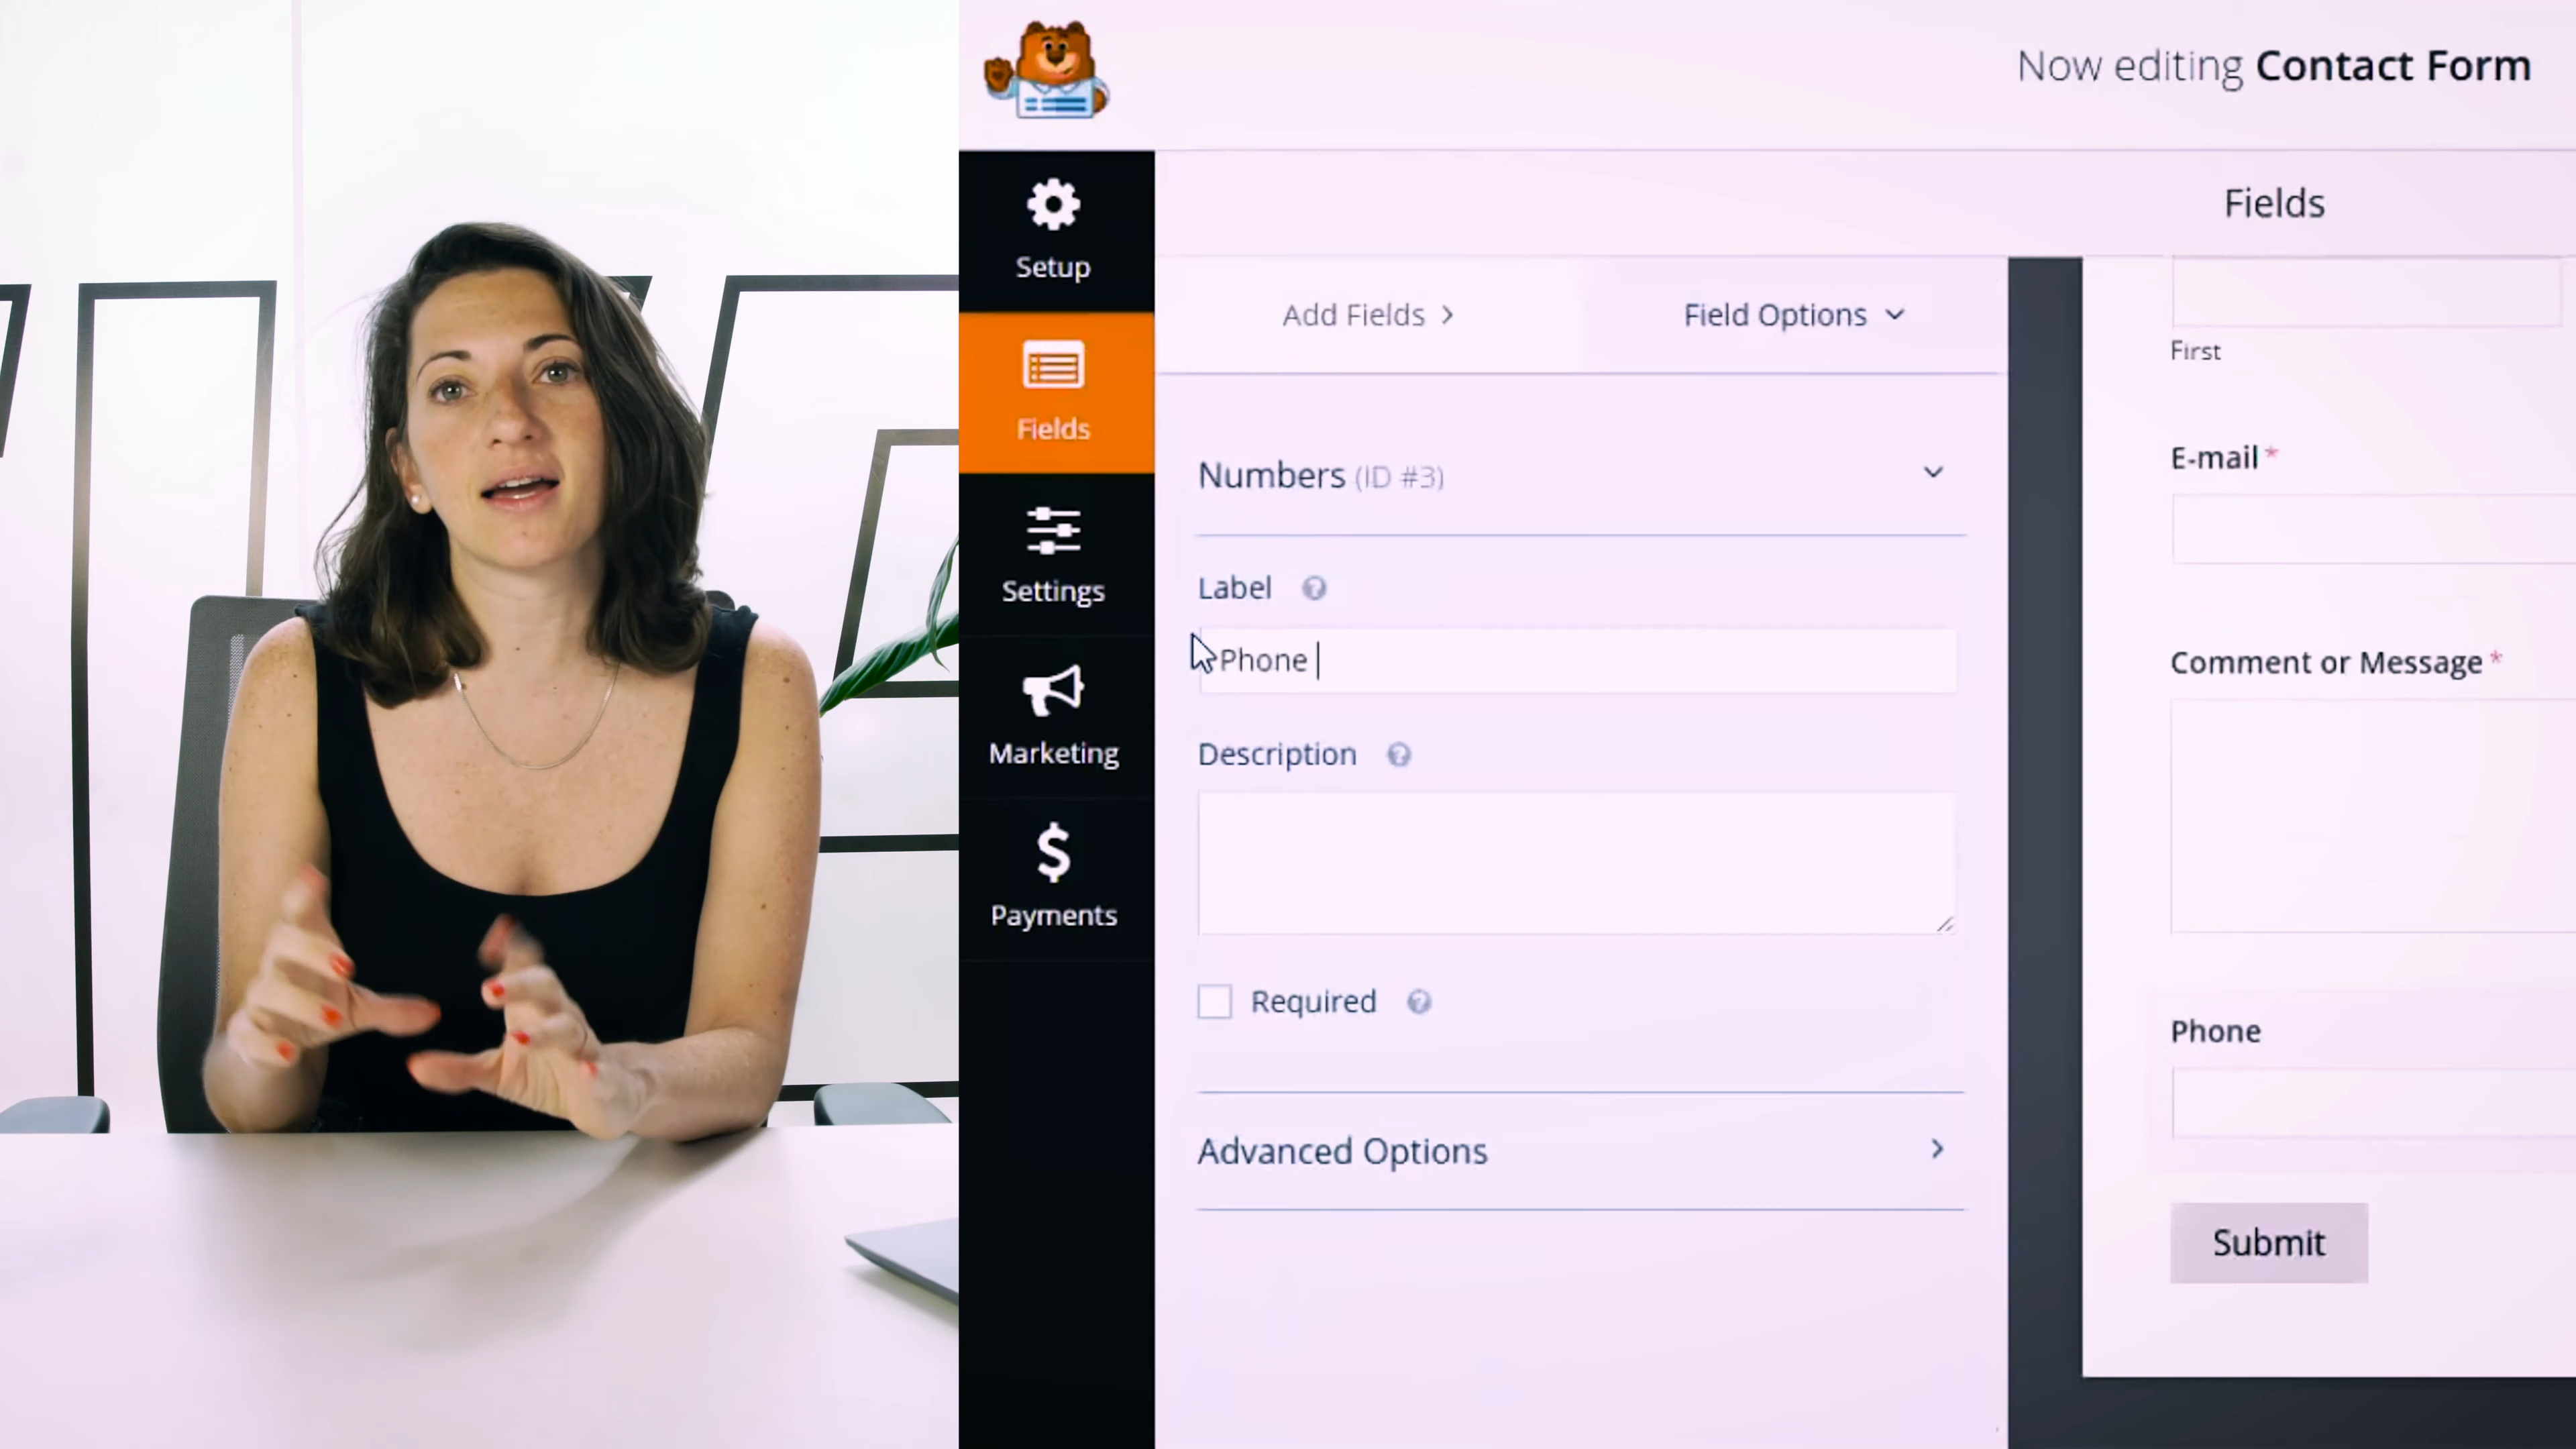 Now editing Contact Form
Fields
Setup
Fields
Settings
Marketing
Payments
Add Fields
Field Options
Numbers (ID #3)
Label
Phone
Description
Required
Advanced Options
First
E-mail *
Comment or Message *
Phone
Submit